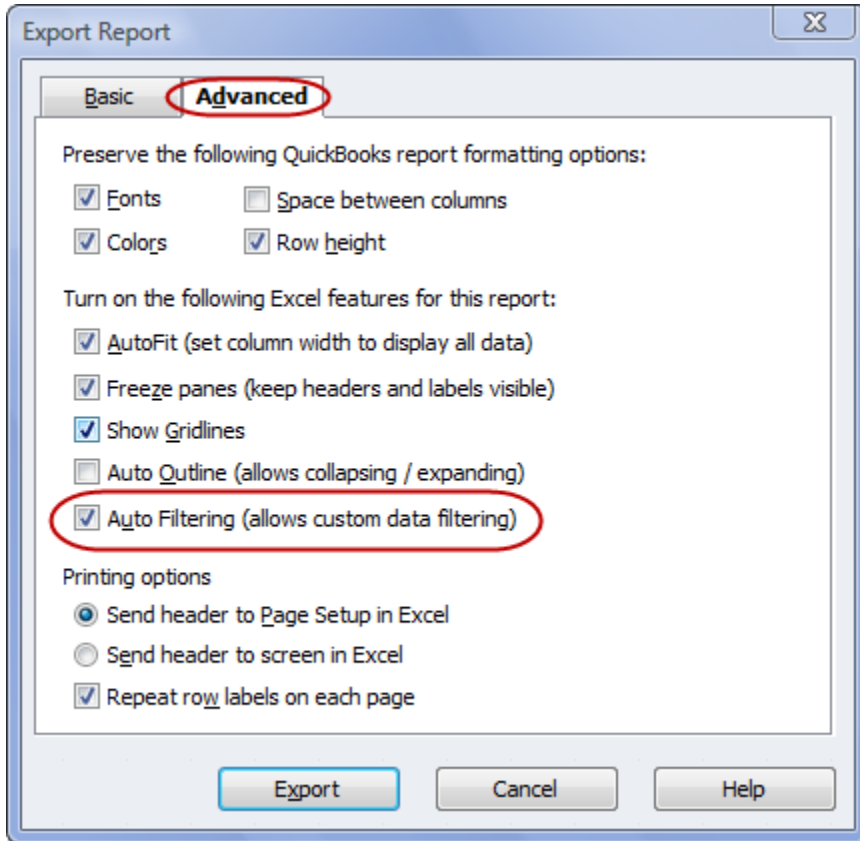 Export Report
Basic Advanced
Preserve the following QuickBooks report formatting options:
Fonts Space between columns
Colors Row height
Turn on the following Excel features for this report:
AutoFit (set column width to display all data)
Freeze panes (keep headers and labels visible)
Show Gridlines
Auto Outline (allows collapsing / expanding)
Auto Filtering (allows custom data filtering)
Printing options
Send header to Page Setup in Excel
Send header to screen in Excel
Repeat row labels on each page
Export Cancel Help